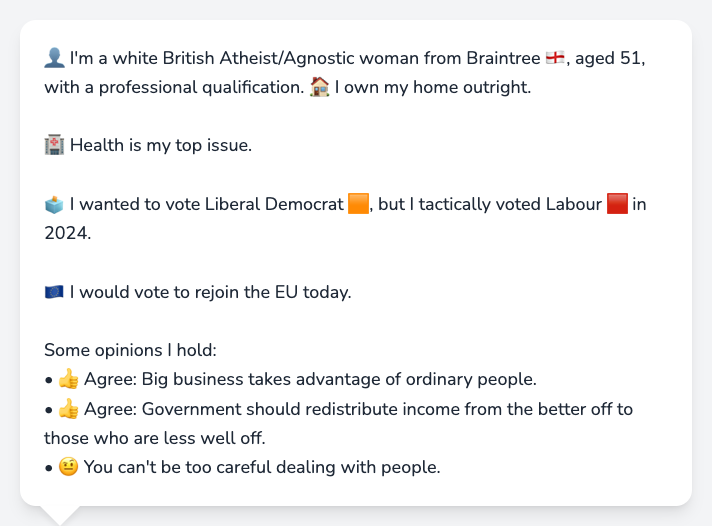 👤 I'm a white British Atheist/Agnostic woman from Braintree 🏴󠁧󠁢󠁥󠁮󠁧󠁿, aged 51,
with a professional qualification. 🏠 I own my home outright.
🏥 Health is my top issue.
🗳️ I wanted to vote Liberal Democrat 🟧, but I tactically voted Labour 🟥 in
2024.
🇪🇺 I would vote to rejoin the EU today.
Some opinions I hold:
• 👍 Agree: Big business takes advantage of ordinary people.
• 👍 Agree: Government should redistribute income from the better off to
those who are less well off.
• 🤨 You can't be too careful dealing with people.